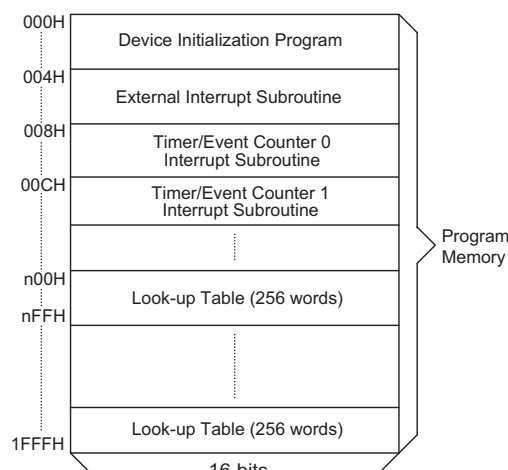 000H
Device Initialization Program
004H
External Interrupt Subroutine
008H
Timer/Event Counter 0
Interrupt Subroutine
00CH
Timer/Event Counter 1
Interrupt Subroutine
Program
Memory
n00H
Look-up Table (256 words)
nFFH
Look-up Table (256 words)
1FFFH
16 bits